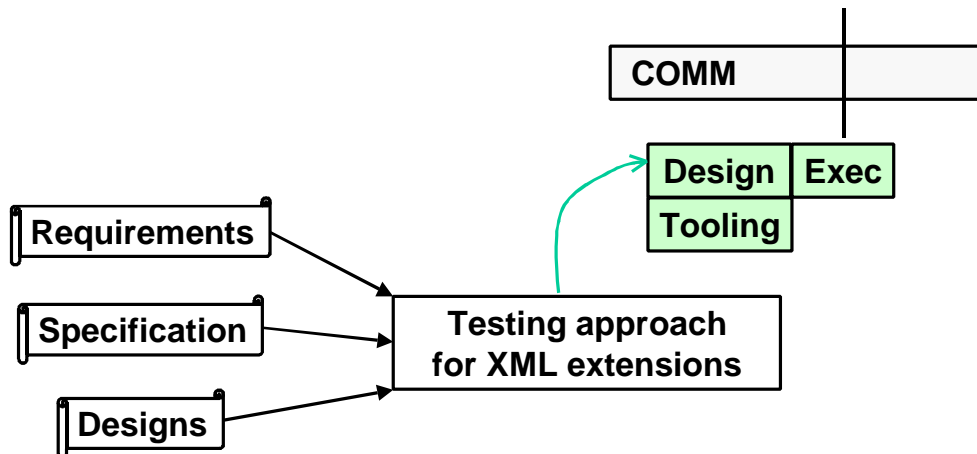 COMM
Design
Exec
Tooling
Requirements
Specification
Designs
Testing approach
for XML extensions